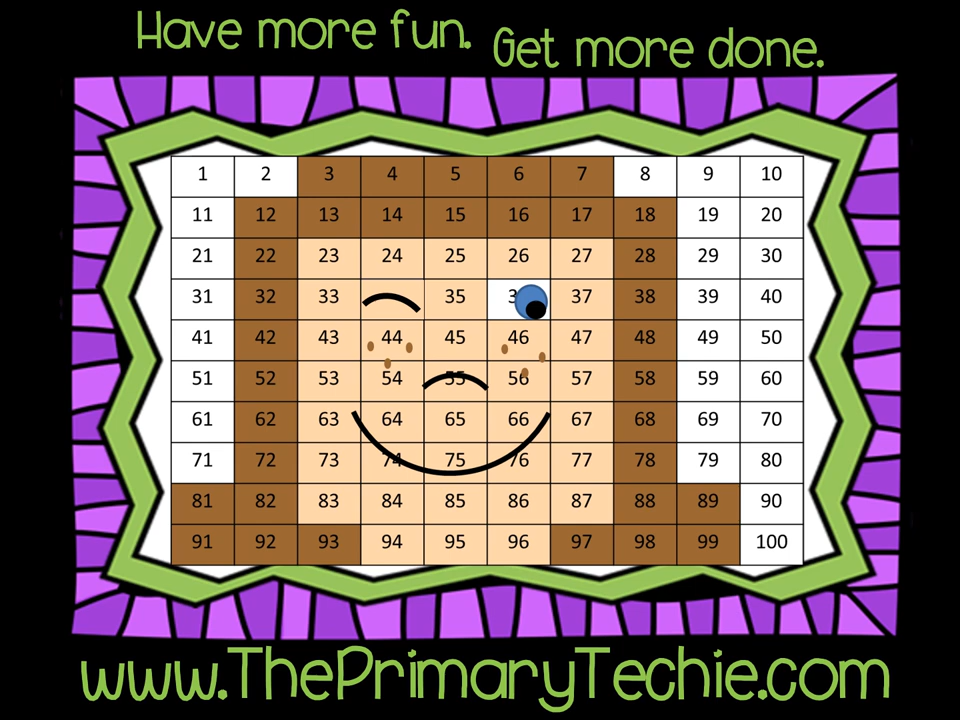 Have more fun. Get more done.
1 2 3 4 5 6 7 8 9 10
11 12 13 14 15 16 17 18 19 20
21 22 23 24 25 26 27 28 29 30
31 32 33 35 37 38 39 40
41 42 43 44 45 46 47 48 49 50
51 52 53 54 55 56 57 58 59 60
61 62 63 64 65 66 67 68 69 70
71 72 73 74 75 76 77 78 79 80
81 82 83 84 85 86 87 88 89 90
91 92 93 94 95 96 97 98 99 100
www.ThePrimaryTechie.com